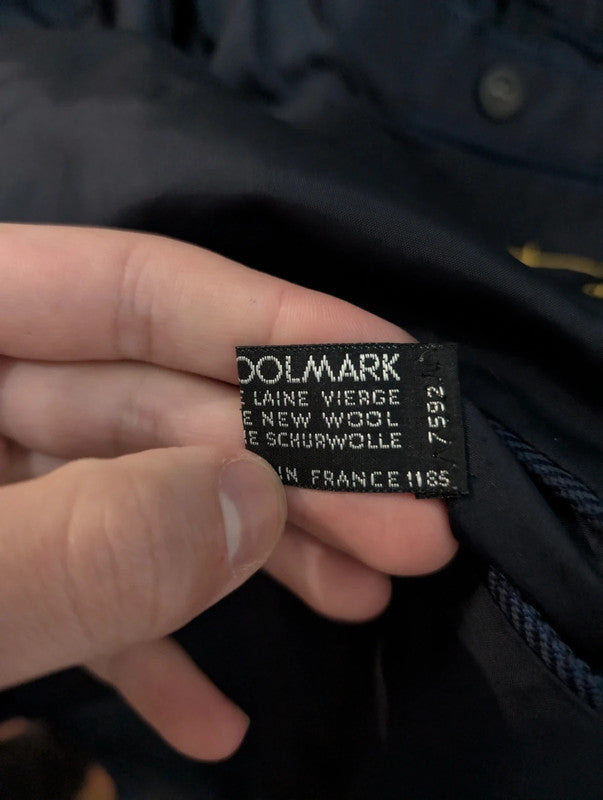 OOLMARK
E LAINE VIERGE
E NEW WOOL
E SCHURWOLLE
IN FRANCE 1185
7592